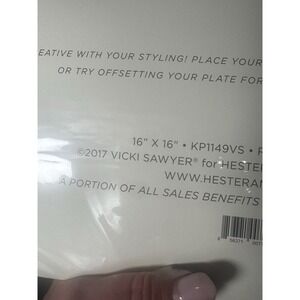 EATIVE WITH YOUR STYLING! PLACE YOUR
OR TRY OFFSETTING YOUR PLATE FOR
16" X 16" • KP1149VS •
©2017 VICKI SAWYER® for HESTER
WWW.HESTERAN
A PORTION OF ALL SALES BENEFITS